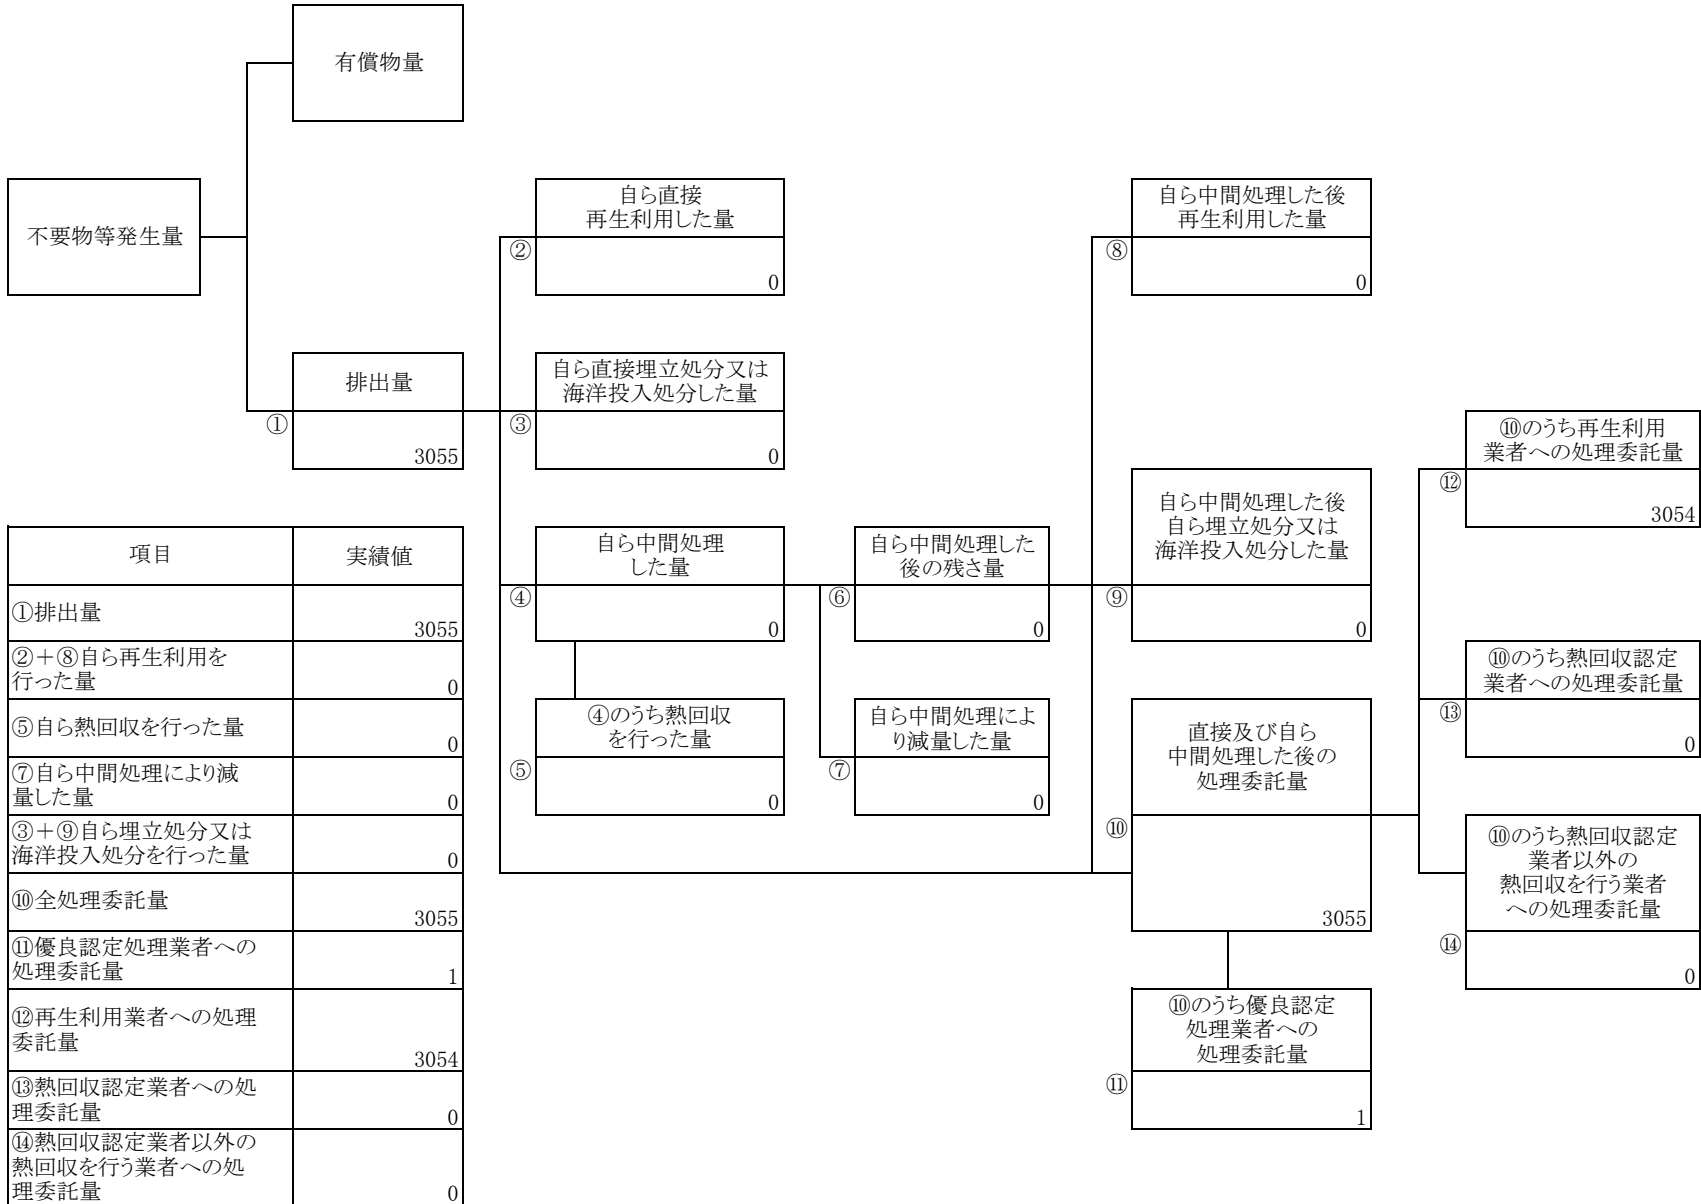 有償物量
不要物等発生量
自ら直接
再生利用した量
②
0
自ら中間処理した後
再生利用した量
⑧
0
排出量
①
3055
自ら直接埋立処分又は
海洋投入処分した量
③
0
⑩のうち再生利用
業者への処理委託量
⑫
3054
自ら中間処理
した量
④
0
自ら中間処理した
後の残さ量
⑥
0
自ら中間処理した後
自ら埋立処分又は
海洋投入処分した量
⑨
0
⑩のうち熱回収認定
業者への処理委託量
⑬
0
④のうち熱回収
を行った量
⑤
0
自ら中間処理によ
り減量した量
⑦
0
直接及び自ら
中間処理した後の
処理委託量
⑩
3055
⑩のうち熱回収認定
業者以外の
熱回収を行う業者
への処理委託量
⑭
0
⑩のうち優良認定
処理業者への
処理委託量
⑪
1
項目 実績値
①排出量
3055
②+⑧自ら再生利用を
行った量
0
⑤自ら熱回収を行った量
0
⑦自ら中間処理により減
量した量
0
③+⑨自ら埋立処分又は
海洋投入処分を行った量
0
⑩全処理委託量
3055
⑪優良認定処理業者への
処理委託量
1
⑫再生利用業者への処理
委託量
3054
⑬熱回収認定業者への処
理委託量
0
⑭熱回収認定業者以外の
熱回収を行う業者への処
理委託量
0